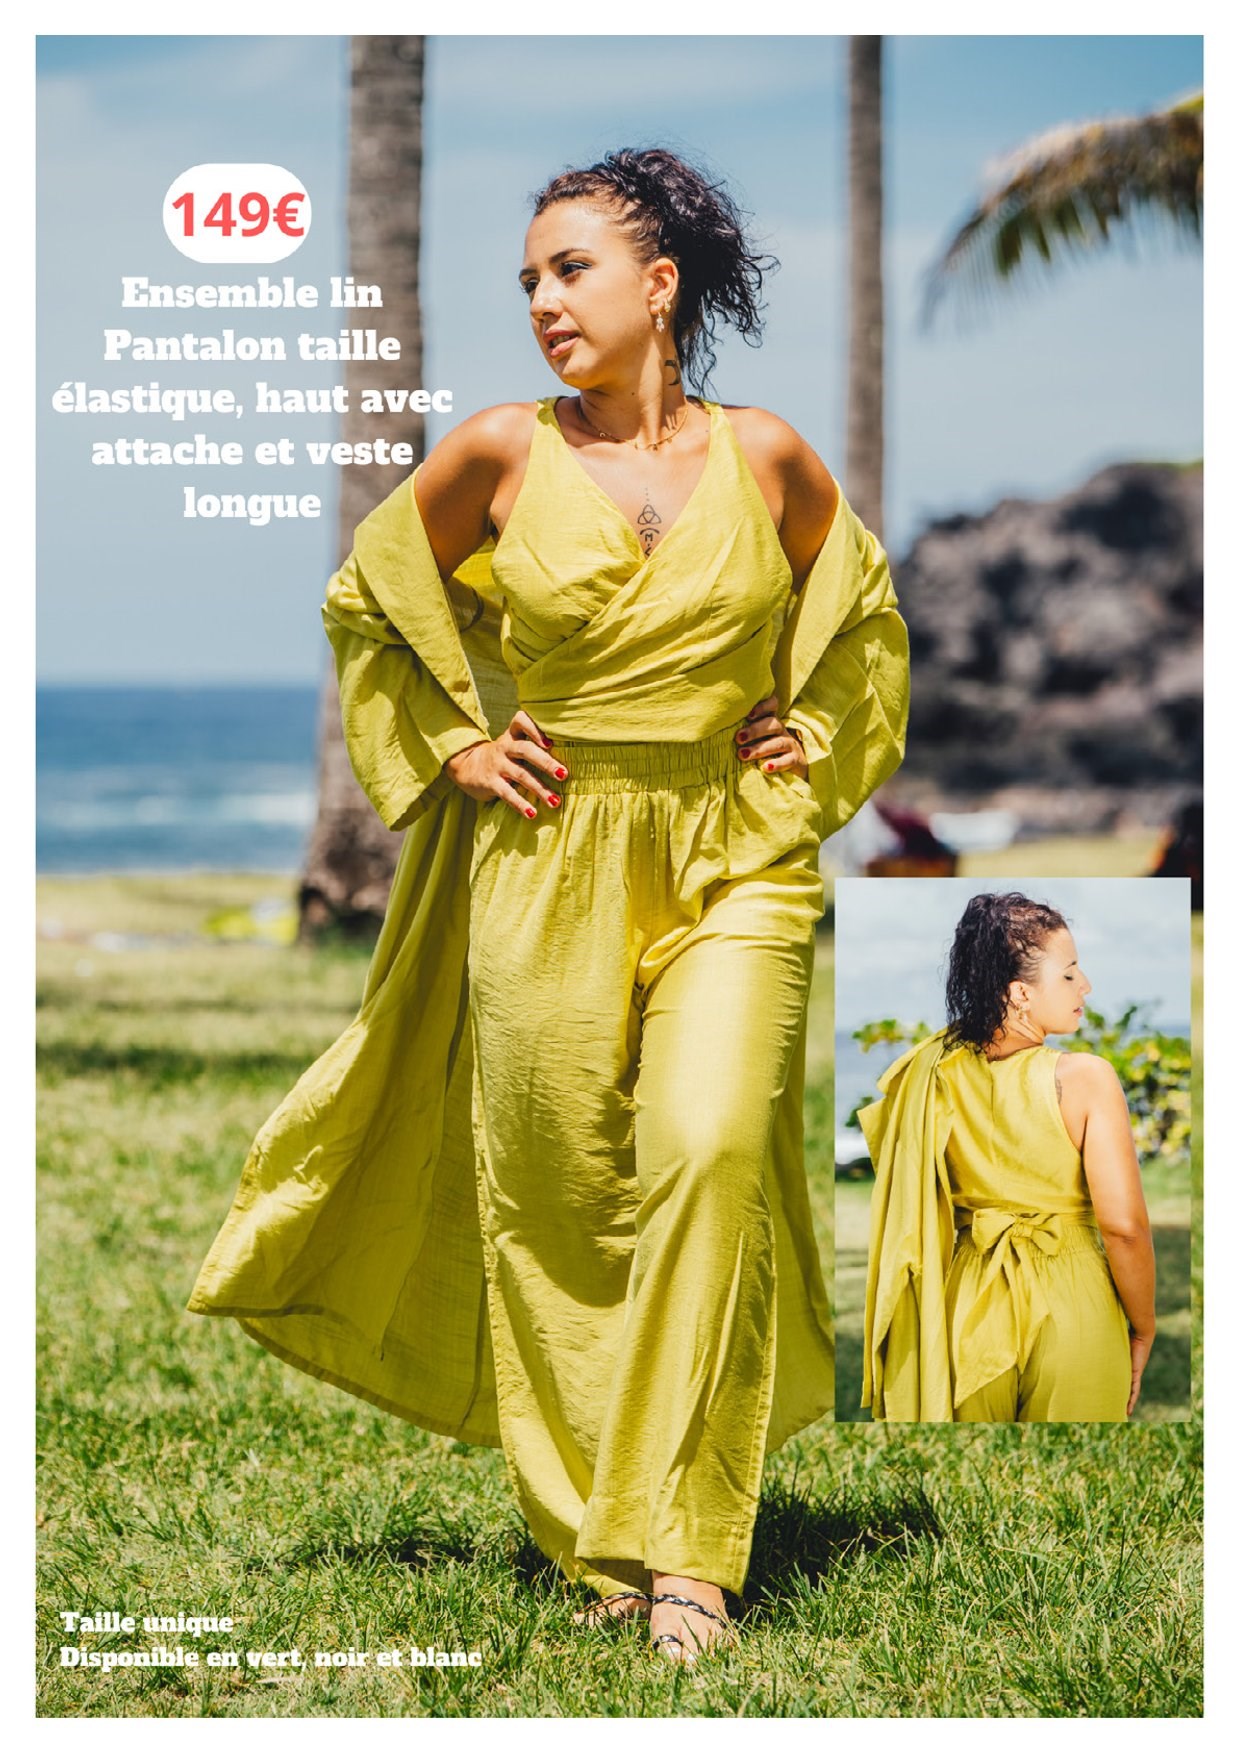 149€
Ensemble lin
Pantalon taille
élastique, haut avec
attache et veste
longue
Taille unique
Disponible en vert, noir et blanc